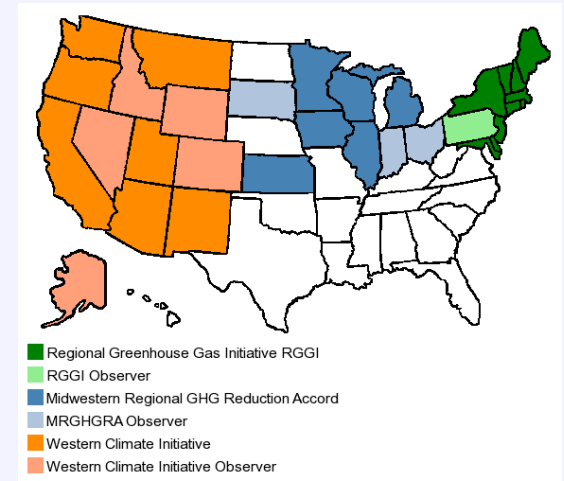 Regional Greenhouse Gas Initiative RGGI
RGGI Observer
Midwestern Regional GHG Reduction Accord
MRGHGRA Observer
Western Climate Initiative
Western Climate Initiative Observer